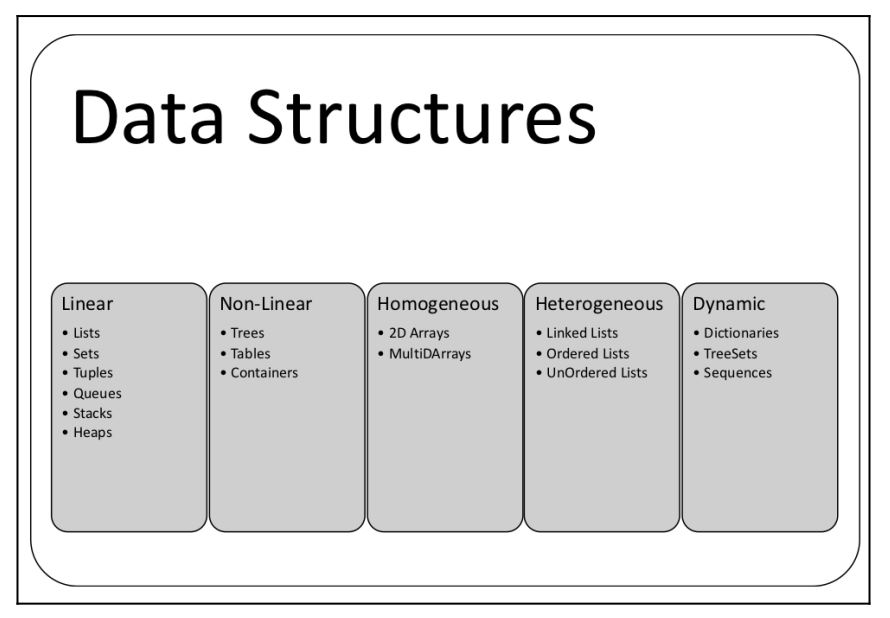 Data Structures
Linear
• Lists
• Sets
• Tuples
• Queues
• Stacks
• Heaps
Non-Linear
• Trees
• Tables
• Containers
Homogeneous
• 2D Arrays
• MultiDArrays
Heterogeneous
• Linked Lists
• Ordered Lists
• UnOrdered Lists
Dynamic
• Dictionaries
• TreeSets
• Sequences